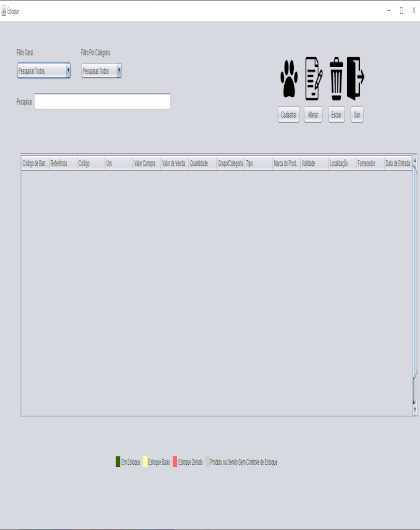 Estoque
Filtro Geral
Filtro Por Categoria
Pesquisar Todos
Pesquisar Todos
Pesquisar
Cadastrar
Alterar
Excluir
Sair
Código de Bar... Referência Código Uni Valor Compra Valor de Venda Quantidade Grupo/Categoria Tipo Marca do Prod... Validade Localização Fornecedor Data de Entrada
Em Estoque Estoque Baixo Estoque Zerado Produto ou Servião Sem Controle de Estoque